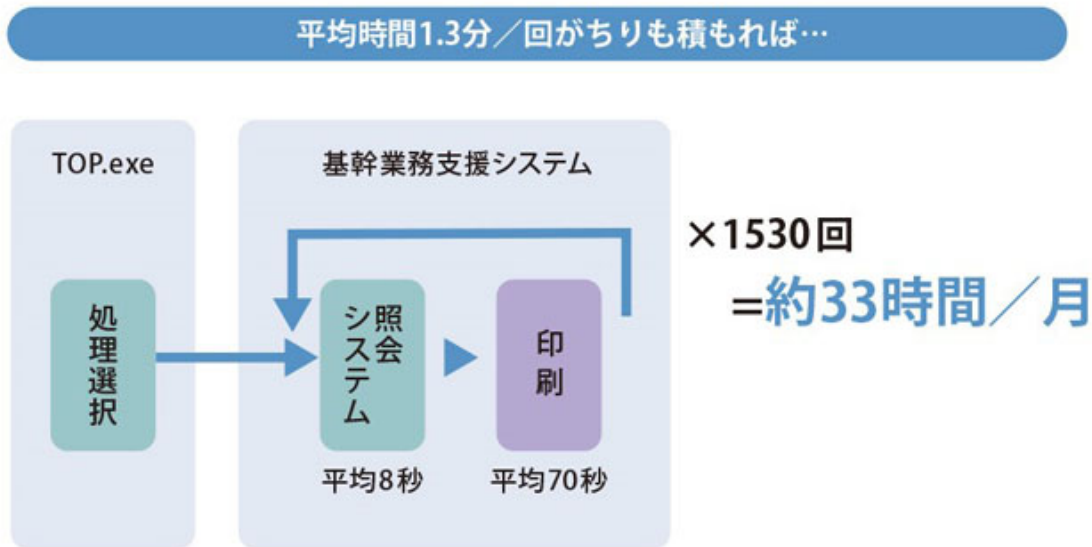 平均時間1.3分／回がちりも積もれば…
TOP.exe
基幹業務支援システム
処理選択
照会
システム
印刷
平均8秒
平均70秒
×1530回
=約33時間／月